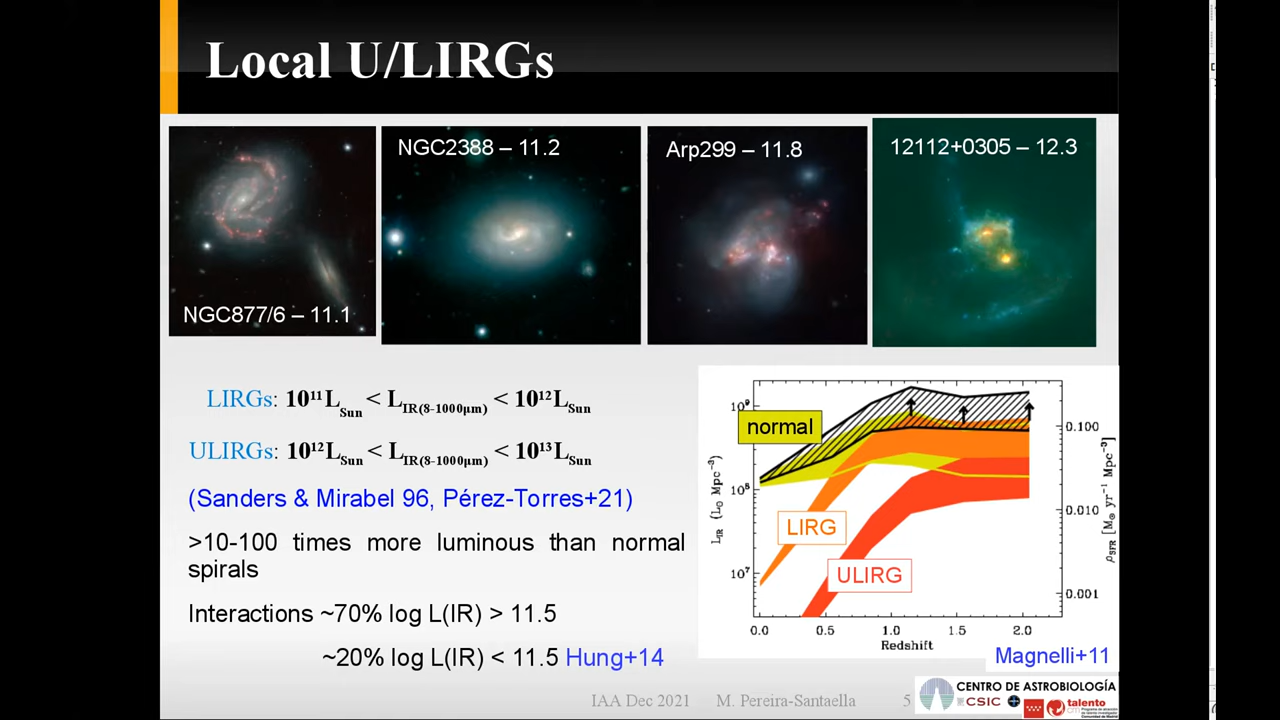 Local U/LIRGs
NGC877/6 – 11.1
NGC2388 – 11.2
Arp299 – 11.8
12112+0305 – 12.3
LIRGs: 10¹¹L_Sun < L_IR(8-1000μm) < 10¹²L_Sun
ULIRGs: 10¹²L_Sun < L_IR(8-1000μm) < 10¹³L_Sun
(Sanders & Mirabel 96, Pérez-Torres+21)
>10-100 times more luminous than normal
spirals
Interactions ~70% log L(IR) > 11.5
~20% log L(IR) < 11.5 Hung+14
10⁹
10⁸
10⁷
L_IR (L_⊙ Mpc⁻³)
normal
LIRG
ULIRG
0.100
0.010
0.001
ρ_SFR [M_⊙ yr⁻¹ Mpc⁻³]
0.0 0.5 1.0 1.5 2.0
Redshift
Magnelli+11
IAA Dec 2021 M. Pereira-Santaella 5
CENTRO DE ASTROBIOLOGÍA
CSIC
talento